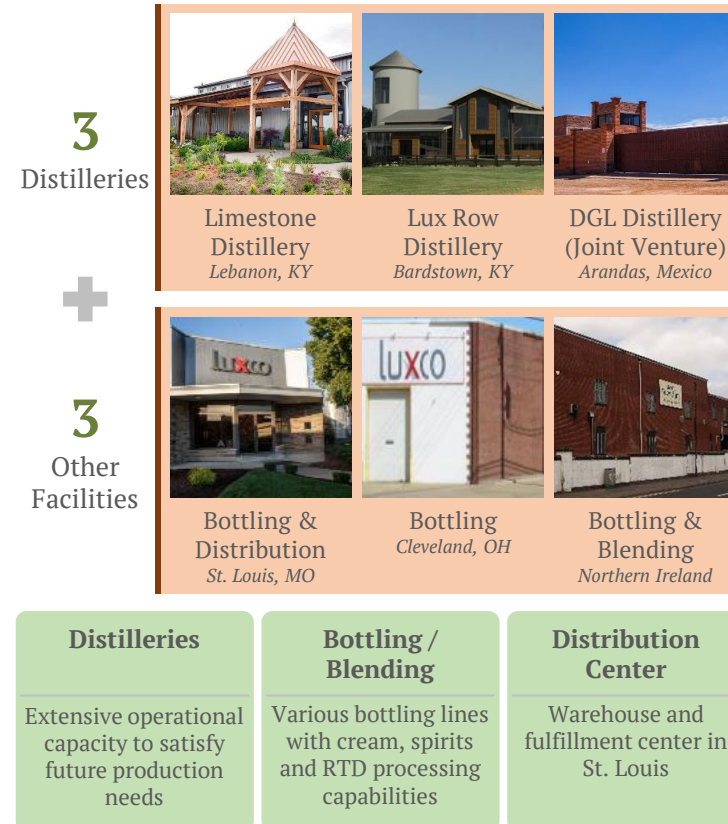 3
Distilleries
Limestone
Distillery
Lebanon, KY
Lux Row
Distillery
Bardstown, KY
DGL Distillery
(Joint Venture)
Arandas, Mexico
3
Other
Facilities
luxco
luxco
Bottling &
Distribution
St. Louis, MO
Bottling
Cleveland, OH
Bottling &
Blending
Northern Ireland
Distilleries
Extensive operational
capacity to satisfy
future production
needs
Bottling /
Blending
Various bottling lines
with cream, spirits
and RTD processing
capabilities
Distribution
Center
Warehouse and
fulfillment center in
St. Louis